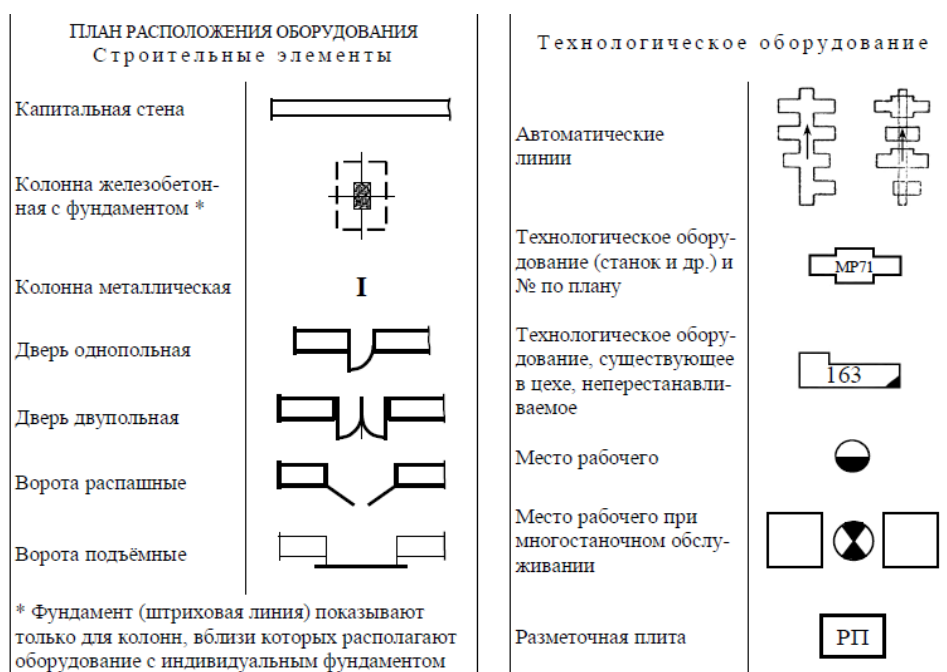 ПЛАН РАСПОЛОЖЕНИЯ ОБОРУДОВАНИЯ
Строительные элементы
Капитальная стена
Колонна железобетон-
ная с фундаментом *
Колонна металлическая
I
Дверь однопольная
Дверь двупольная
Ворота распашные
Ворота подъёмные
* Фундамент (штриховая линия) показывают
только для колонн, вблизи которых располагают
оборудование с индивидуальным фундаментом
Технологическое оборудование
Автоматические
линии
Технологическое обору-
дование (станок и др.) и
№ по плану
МР71
Технологическое обору-
дование, существующее
в цехе, неперестанавли-
ваемое
163
Место рабочего
Место рабочего при
многостаночном обслу-
живании
Разметочная плита
РП